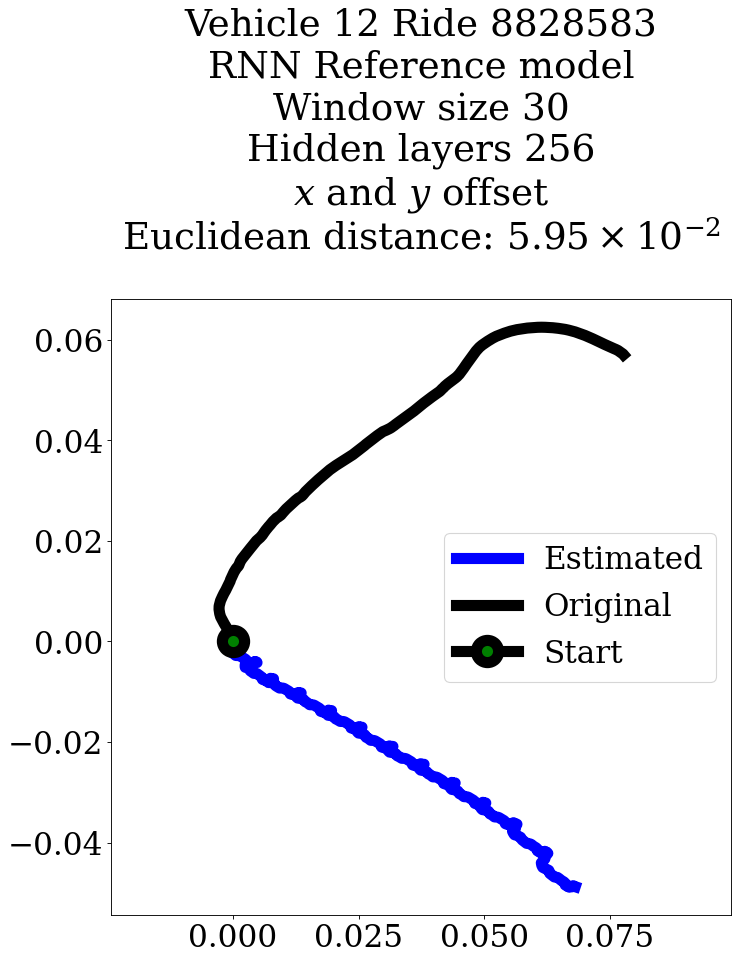 Vehicle 12 Ride 8828583
RNN Reference model
Window size 30
Hidden layers 256
x and y offset
Euclidean distance: 5.95 × 10⁻²
0.06
0.04
0.02
0.00
−0.02
−0.04
Estimated
Original
Start
0.000 0.025 0.050 0.075